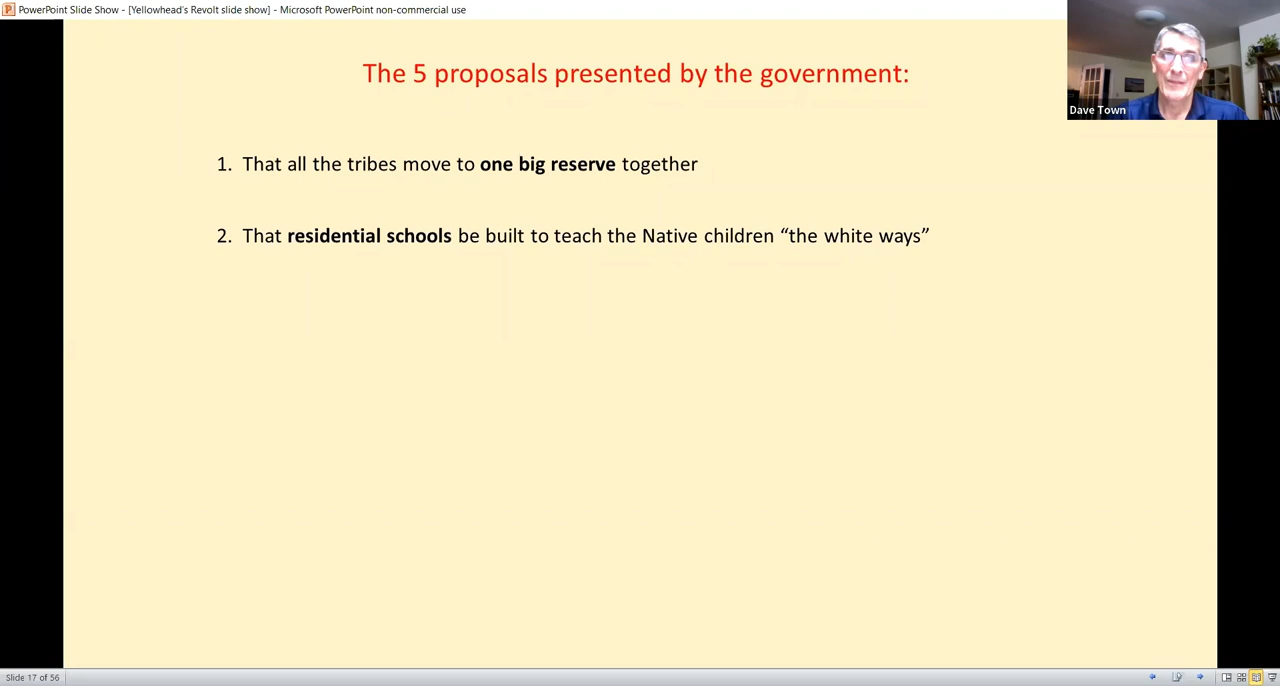 PowerPoint Slide Show - [Yellowhead's Revolt slide show] - Microsoft PowerPoint non-commercial use
The 5 proposals presented by the government:
Dave Town
1. That all the tribes move to one big reserve together
2. That residential schools be built to teach the Native children “the white ways”
Slide 17 of 56